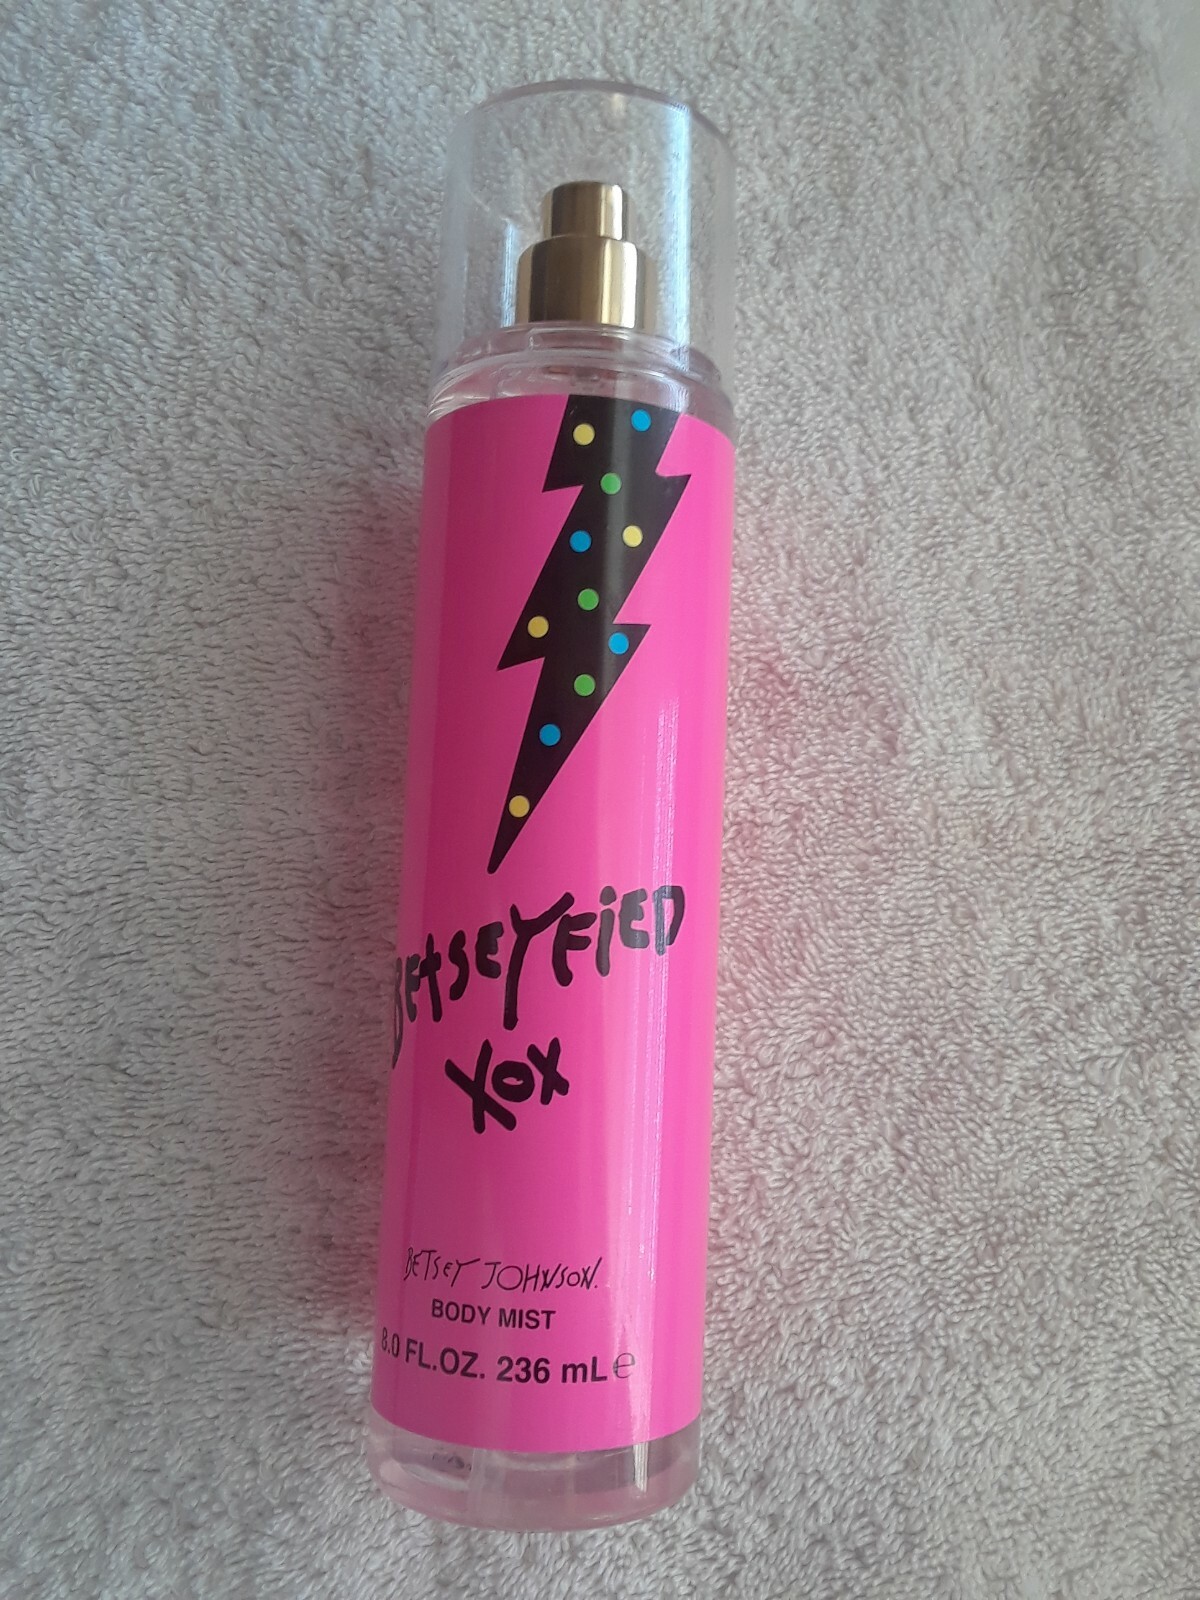 BEtSEYFiED
XOX
BETSEY JOHNSON.
BODY MIST
8.0 FL.OZ. 236 mL ℮